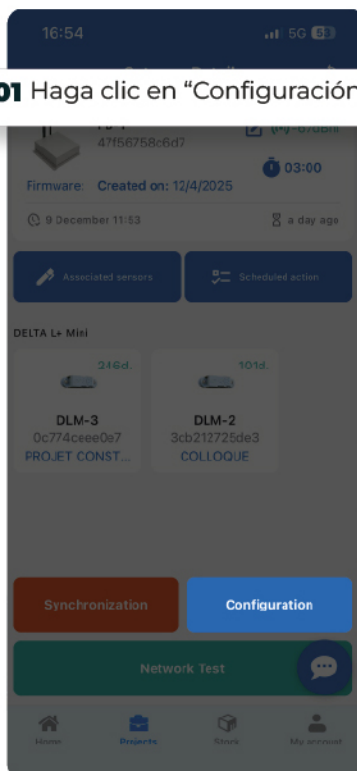 16:54
5G 53
01 Haga clic en “Configuración
47f56758c6d7
03:00
Firmware: Created on: 12/4/2025
9 December 11:53
a day ago
Associated sensors
Scheduled action
DELTA L+ Mini
246d.
101d.
DLM-3
DLM-2
0c774ceee0e7
3cb212725de3
PROJET CONST...
COLLOQUE
Synchronization
Configuration
Network Test
Home
Projects
Stock
My account